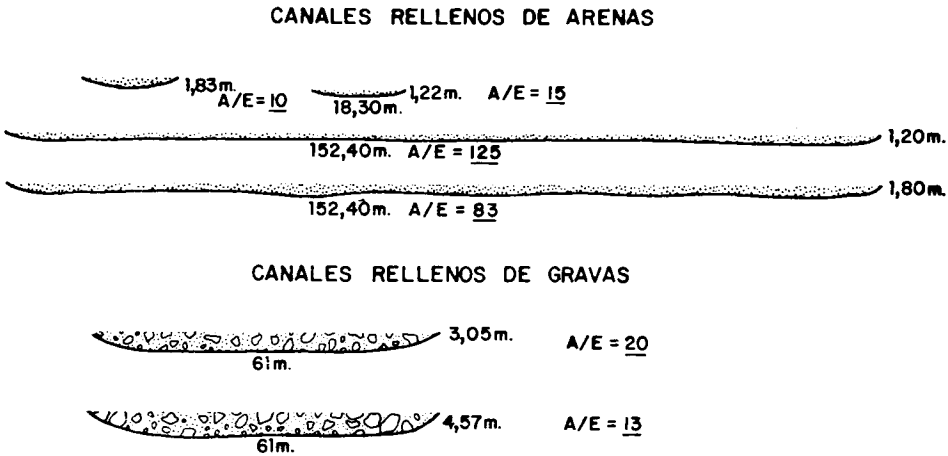 CANALES RELLENOS DE ARENAS
1,83m.
A/E = 10
1,22m. A/E = 15
18,30m.
1,20m.
152,40m. A/E = 125
1,80m.
152,40m. A/E = 83
CANALES RELLENOS DE GRAVAS
3,05m. A/E = 20
61m.
4,57m. A/E = 13
61m.